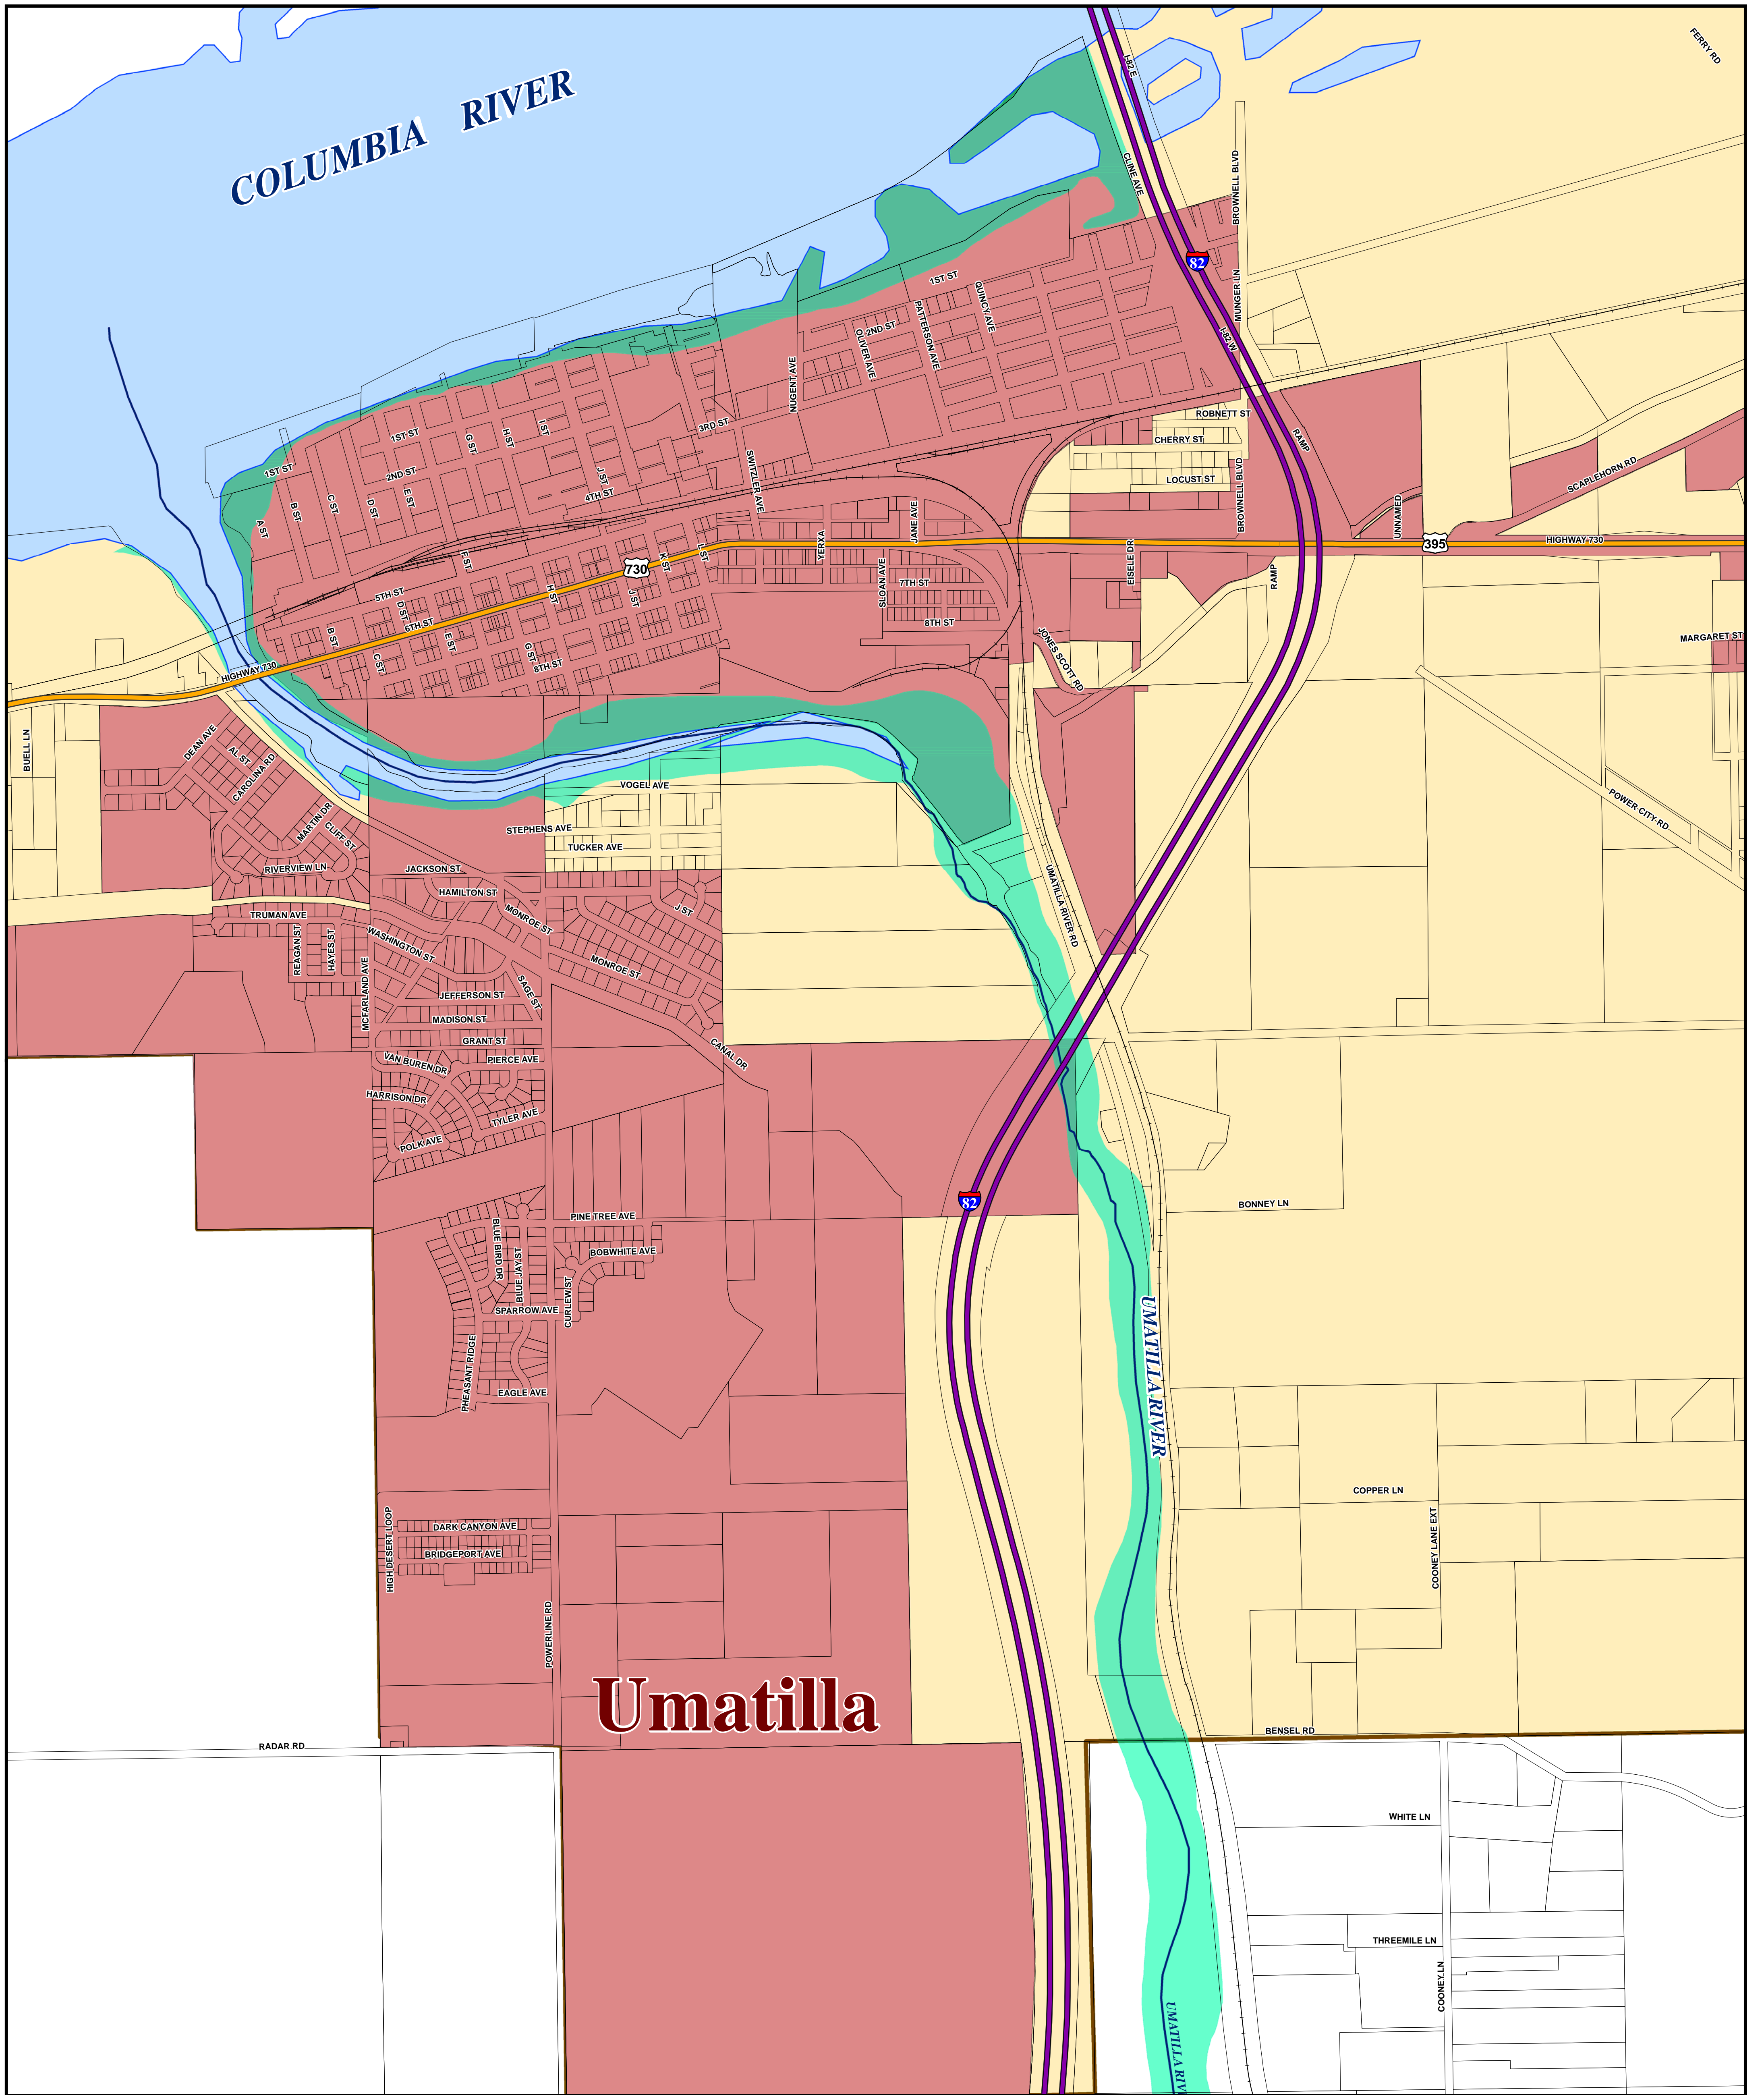 FERRY RD
COLUMBIA RIVER
I-82 E
CLINE AVE
BROWNELL BLVD
82
MUNGER LN
I-82 W
1ST ST
QUINCY AVE
2ND ST
PATTERSON AVE
OLIVER AVE
NUGENT AVE
3RD ST
SWITZLER AVE
ROBNETT ST
CHERRY ST
LOCUST ST
BROWNELL BLVD
RAMP
SCAPLEHORN RD
UNNAMED
395
HIGHWAY 730
1ST ST
1ST ST
2ND ST
G ST
H ST
I ST
J ST
4TH ST
A ST
B ST
C ST
D ST
E ST
F ST
K ST
L ST
YERXA
JANE AVE
SLOAN AVE
7TH ST
8TH ST
EISELE DR
RAMP
JONES SCOTT RD
MARGARET ST
730
5TH ST
6TH ST
H ST
J ST
B ST
C ST
D ST
E ST
G ST
8TH ST
HIGHWAY 730
BUELL LN
DEAN AVE
AL ST
CAROLINA RD
MARTIN DR
CLIFF ST
RIVERVIEW LN
VOGEL AVE
STEPHENS AVE
TUCKER AVE
POWER CITY RD
UMATILLA RIVER RD
JACKSON ST
HAMILTON ST
MONROE ST
J ST
TRUMAN AVE
REAGAN ST
HAYES ST
MCFARLAND AVE
WASHINGTON ST
MONROE ST
SAGE ST
JEFFERSON ST
MADISON ST
GRANT ST
CANAL DR
VAN BUREN DR
PIERCE AVE
HARRISON DR
TYLER AVE
POLK AVE
82
BONNEY LN
PINE TREE AVE
BLUE BIRD DR
BLUE JAY ST
BOBWHITE AVE
CURLEW ST
SPARROW AVE
PHEASANT RIDGE
EAGLE AVE
UMATILLA RIVER
COPPER LN
COONEY LANE EXT
HIGH DESERT LOOP
DARK CANYON AVE
BRIDGEPORT AVE
POWERLINE RD
Umatilla
BENSEL RD
RADAR RD
WHITE LN
THREEMILE LN
COONEY LN
UMATILLA RIV